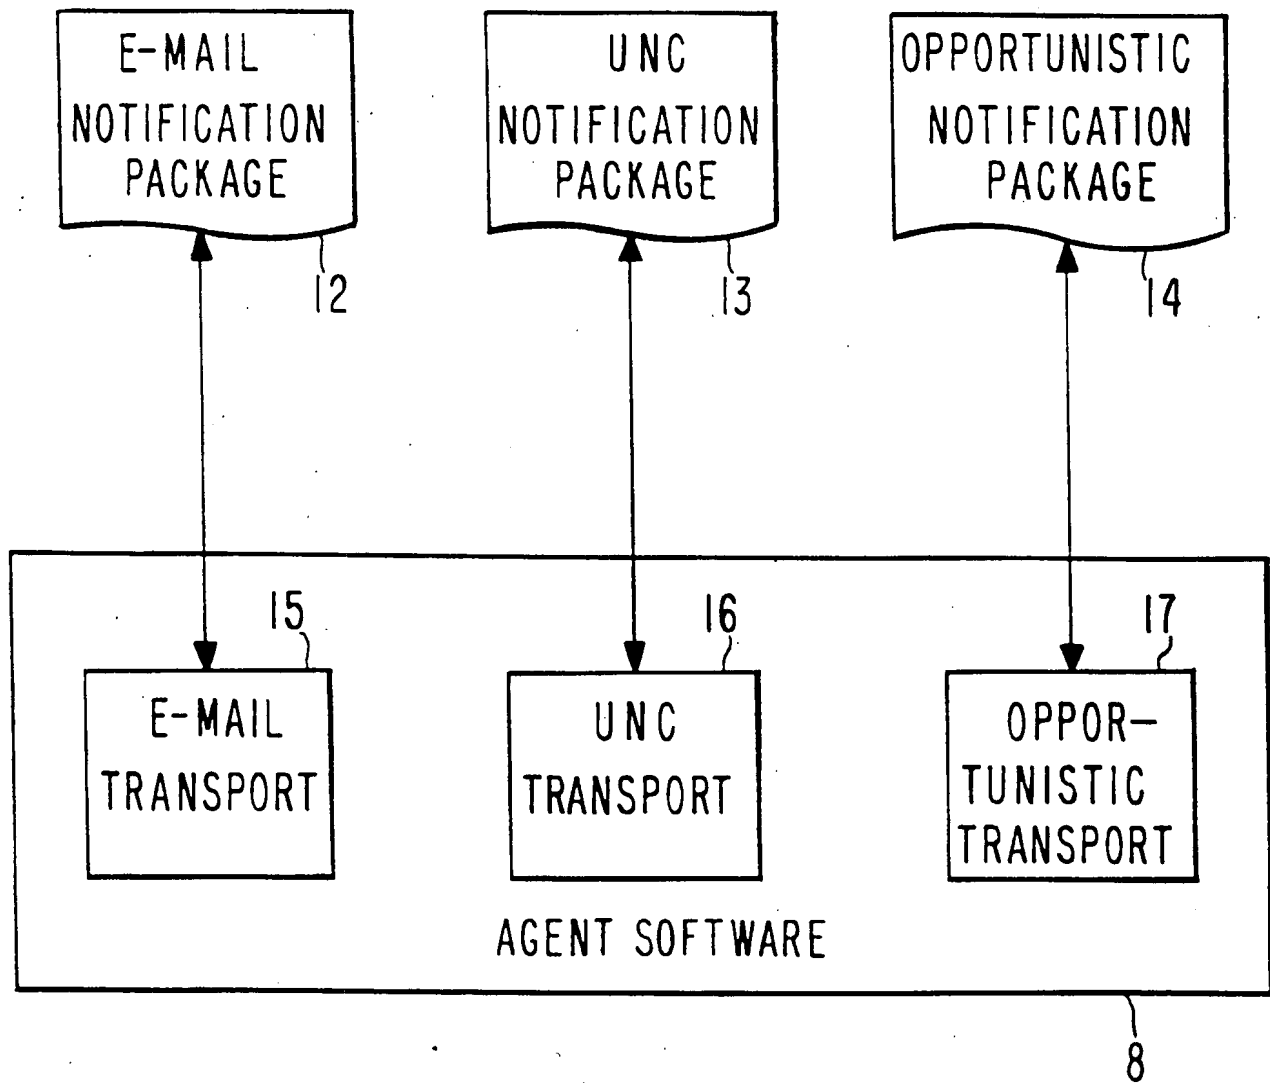 E-MAIL
NOTIFICATION
PACKAGE
12
UNC
NOTIFICATION
PACKAGE
13
OPPORTUNISTIC
NOTIFICATION
PACKAGE
14
15
E-MAIL
TRANSPORT
16
UNC
TRANSPORT
17
OPPOR-
TUNISTIC
TRANSPORT
AGENT SOFTWARE
8